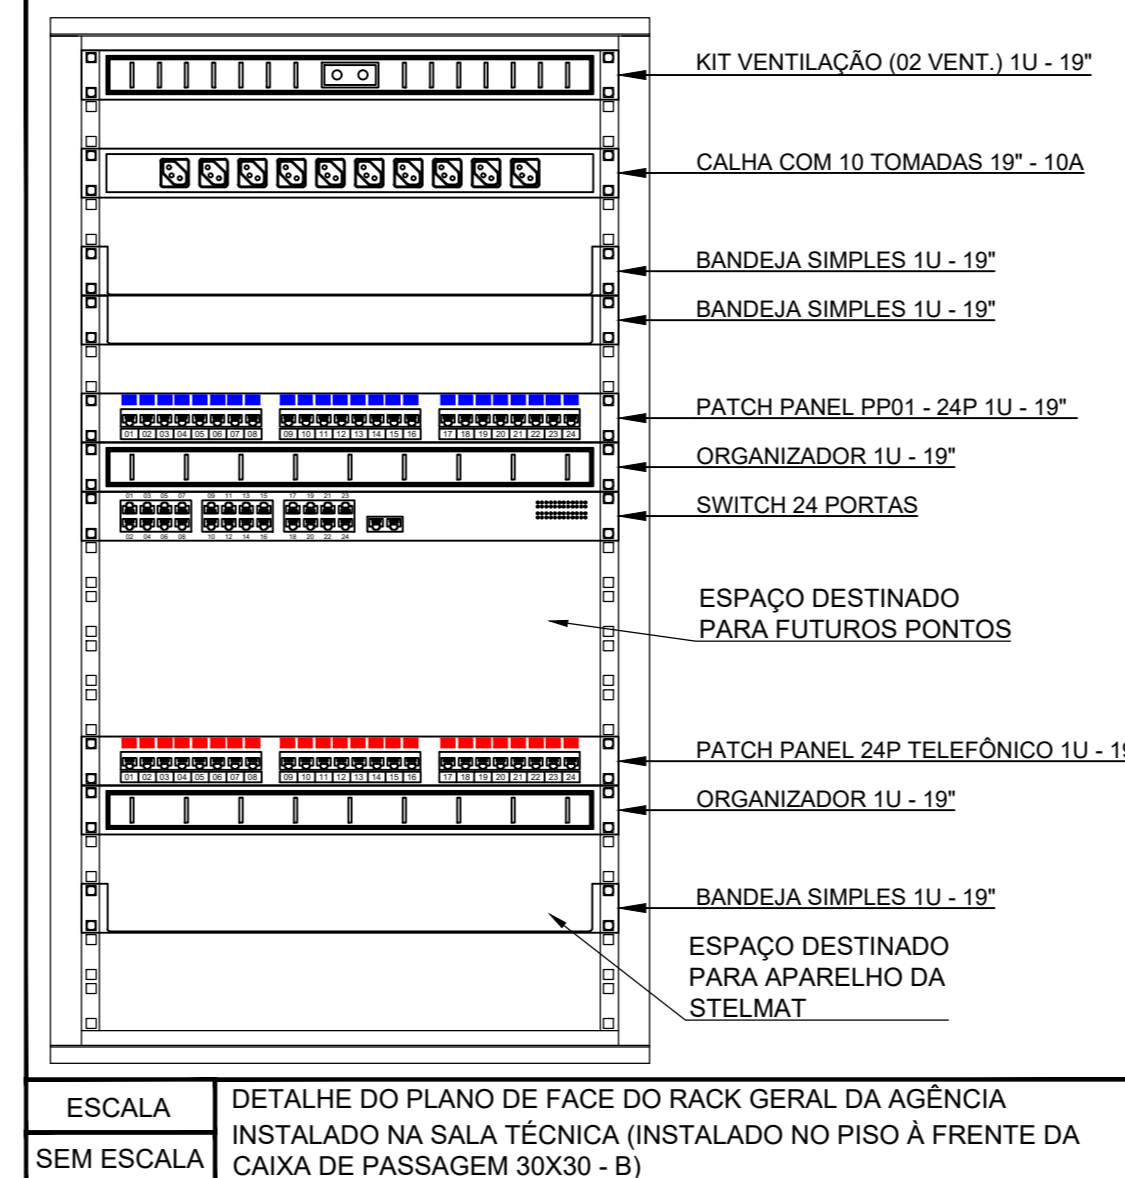 KIT VENTILAÇÃO (02 VENT.) 1U - 19"
CALHA COM 10 TOMADAS 19" - 10A
BANDEJA SIMPLES 1U - 19"
BANDEJA SIMPLES 1U - 19"
PATCH PANEL PP01 - 24P 1U - 19"
01 02 03 04 05 06 07 08 09 10 11 12 13 14 15 16 17 18 19 20 21 22 23 24
ORGANIZADOR 1U - 19"
01 03 05 07 09 11 13 15 17 19 21 23
SWITCH 24 PORTAS
02 04 06 08 10 12 14 16 18 20 22 24
ESPAÇO DESTINADO
PARA FUTUROS PONTOS
PATCH PANEL 24P TELEFÔNICO 1U - 19
01 02 03 04 05 06 07 08 09 10 11 12 13 14 15 16 17 18 19 20 21 22 23 24
ORGANIZADOR 1U - 19"
BANDEJA SIMPLES 1U - 19"
ESPAÇO DESTINADO
PARA APARELHO DA
STELMAT
ESCALA
SEM ESCALA
DETALHE DO PLANO DE FACE DO RACK GERAL DA AGÊNCIA
INSTALADO NA SALA TÉCNICA (INSTALADO NO PISO À FRENTE DA
CAIXA DE PASSAGEM 30X30 - B)